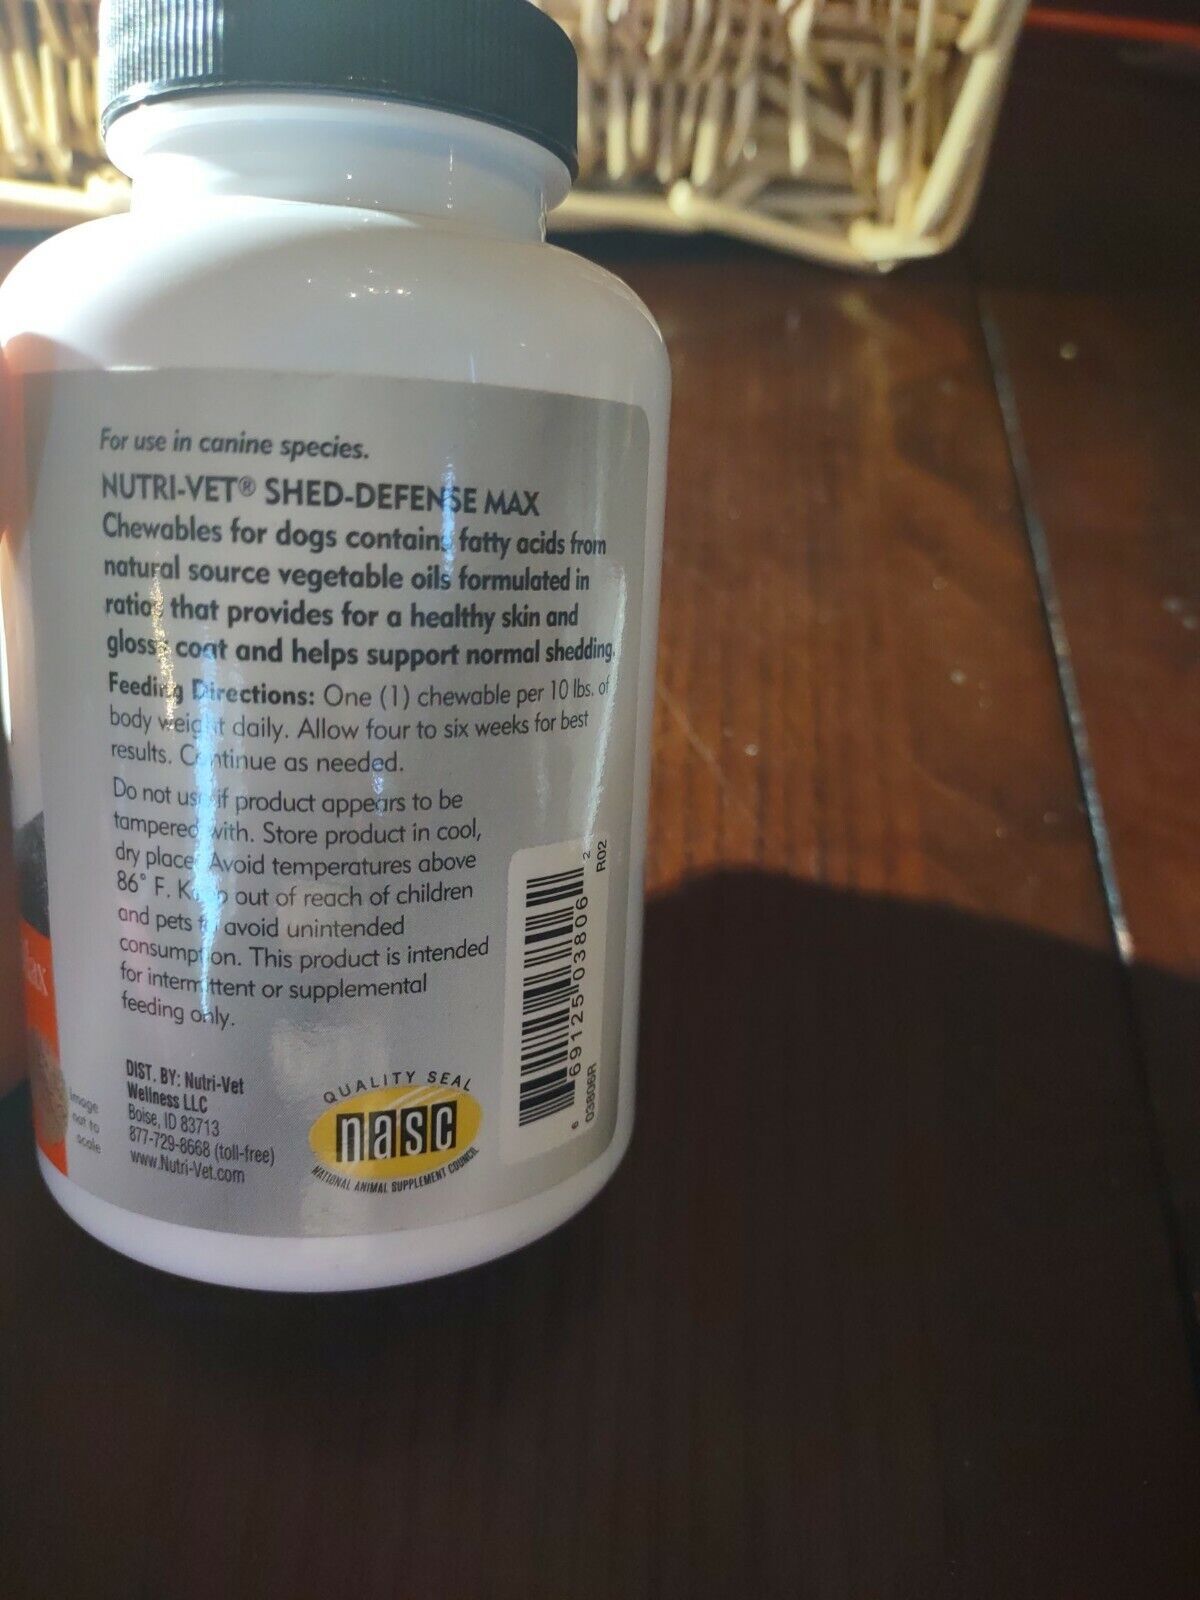 For use in canine species.
NUTRI-VET® SHED-DEFENSE MAX
Chewables for dogs contains fatty acids from
natural source vegetable oils formulated in
ratios that provides for a healthy skin and
glossy coat and helps support normal shedding.
Feeding Directions: One (1) chewable per 10 lbs. of
body weight daily. Allow four to six weeks for best
results. Continue as needed.
Do not use if product appears to be
tampered with. Store product in cool,
dry place. Avoid temperatures above
86° F. Keep out of reach of children
and pets to avoid unintended
consumption. This product is intended
for intermittent or supplemental
feeding only.
DIST. BY: Nutri-Vet
Wellness LLC
Boise, ID 83713
877-729-8668 (toll-free)
www.Nutri-Vet.com
image
not to
scale
QUALITY SEAL
nasc
NATIONAL ANIMAL SUPPLEMENT COUNCIL
6 69125 03806 2
03806R
R02